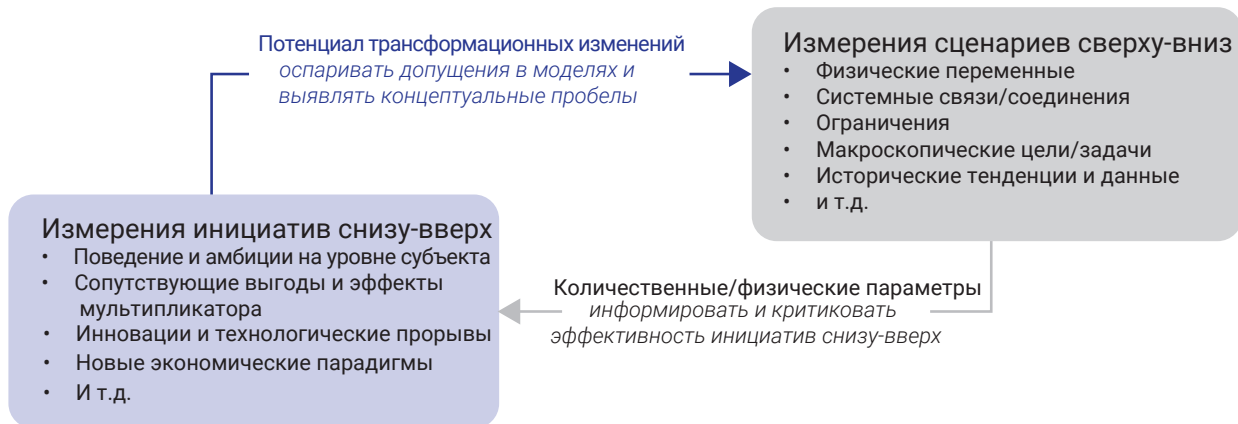 Потенциал трансформационных изменений
оспаривать допущения в моделях и
выявлять концептуальные пробелы
Измерения сценариев сверху-вниз
• Физические переменные
• Системные связи/соединения
• Ограничения
• Макроскопические цели/задачи
• Исторические тенденции и данные
• и т.д.
Измерения инициатив снизу-вверх
• Поведение и амбиции на уровне субъекта
• Сопутствующие выгоды и эффекты
мультипликатора
• Инновации и технологические прорывы
• Новые экономические парадигмы
• И т.д.
Количественные/физические параметры
информировать и критиковать
эффективность инициатив снизу-вверх